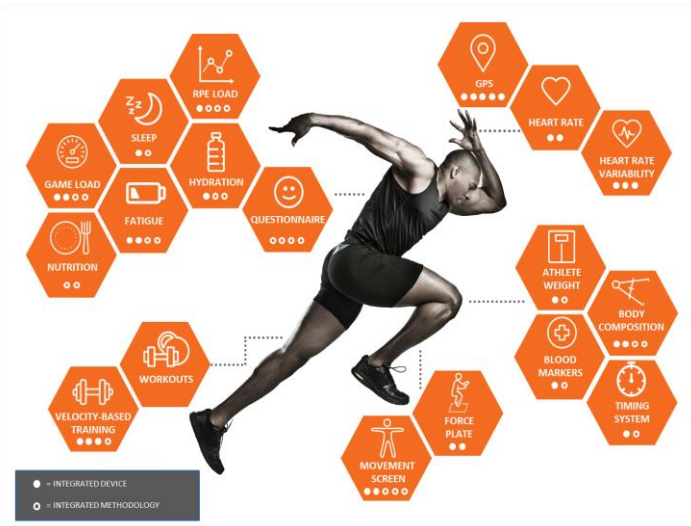 RPE LOAD
Zz
z
SLEEP
GAME LOAD
HYDRATION
FATIGUE
QUESTIONNAIRE
NUTRITION
GPS
HEART RATE
HEART RATE
VARIABILITY
ATHLETE
WEIGHT
BODY
COMPOSITION
BLOOD
MARKERS
TIMING
SYSTEM
WORKOUTS
VELOCITY-BASED
TRAINING
FORCE
PLATE
MOVEMENT
SCREEN
= INTEGRATED DEVICE
= INTEGRATED METHODOLOGY